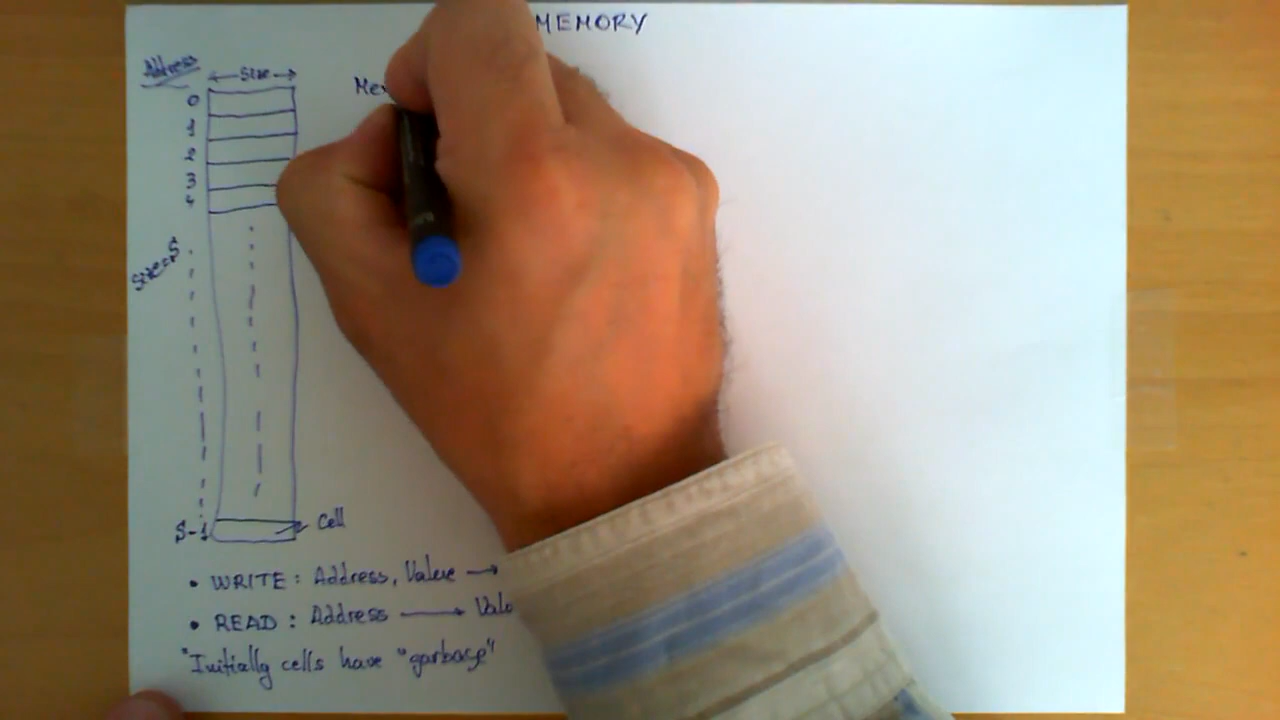 MEMORY
Address
Size
0
1
2
3
4
Size=S
S-1
Cell
• WRITE: Address, Value →
• READ: Address →
"Initially cells have "garbage"